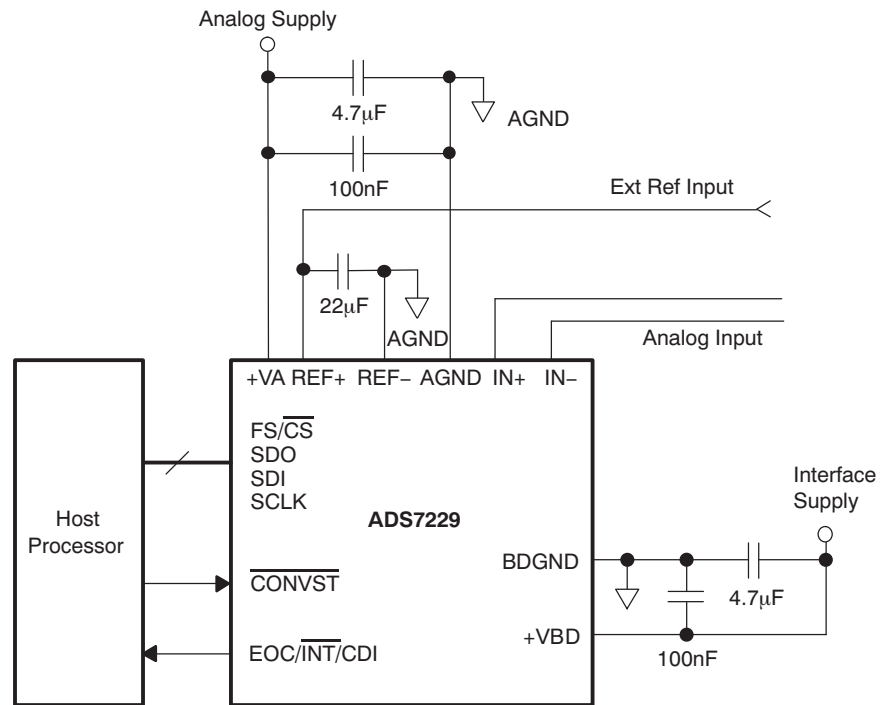 Analog Supply
4.7μF
AGND
100nF
Ext Ref Input
22μF
AGND
Analog Input
+VA REF+ REF− AGND IN+ IN−
FS/CS
SDO
SDI
SCLK
Host
Processor
ADS7229
Interface
Supply
BDGND
CONVST
4.7μF
+VBD
EOC/INT/CDI
100nF